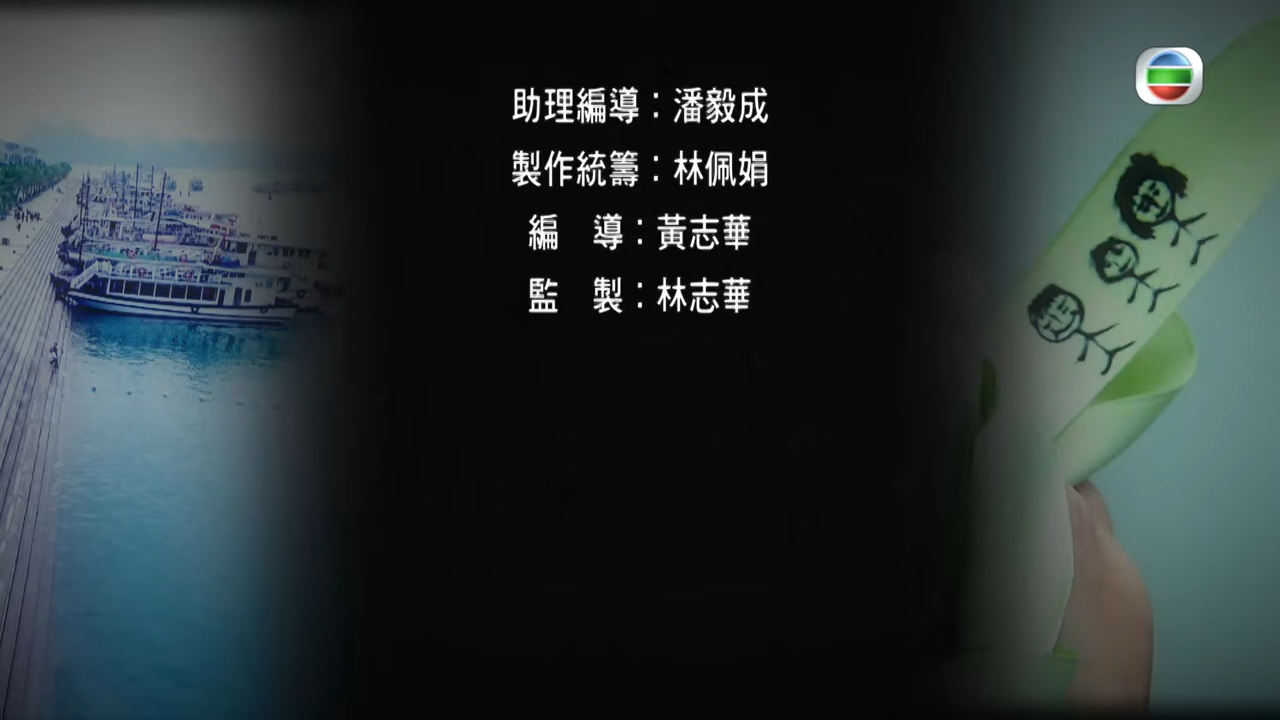 助理編導：潘毅成
製作統籌：林佩娟
編　導：黃志華
監　製：林志華